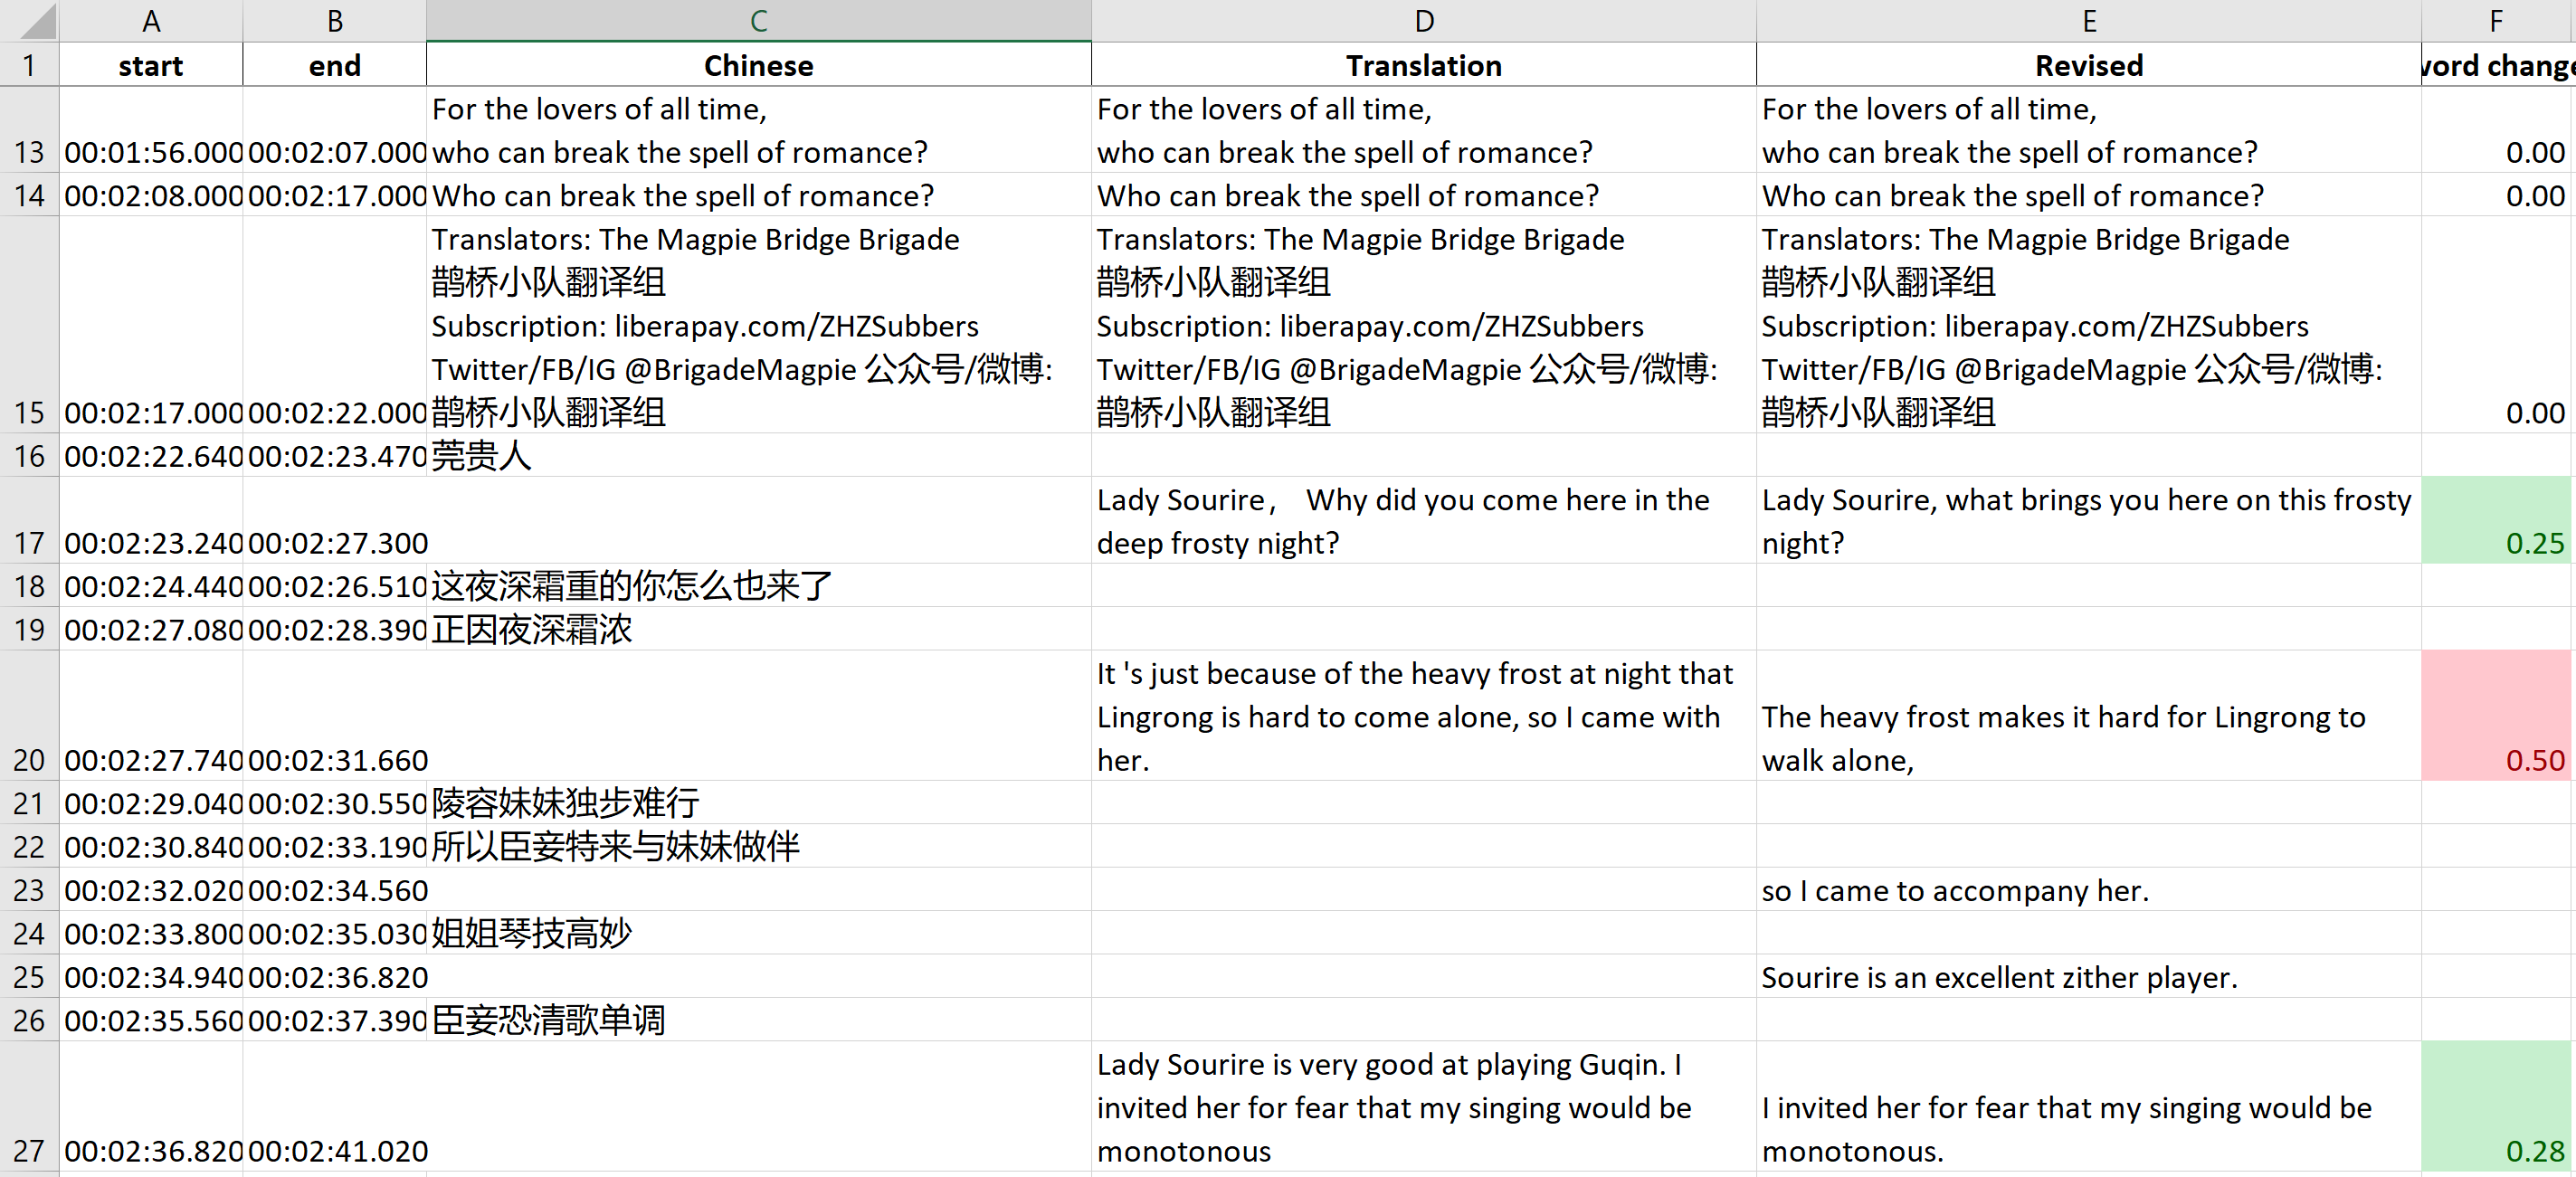 A B C D E F
1 start end Chinese Translation Revised word change
For the lovers of all time, For the lovers of all time, For the lovers of all time,
13 00:01:56.000 00:02:07.000 who can break the spell of romance? who can break the spell of romance? who can break the spell of romance? 0.00
14 00:02:08.000 00:02:17.000 Who can break the spell of romance? Who can break the spell of romance? Who can break the spell of romance? 0.00
Translators: The Magpie Bridge Brigade Translators: The Magpie Bridge Brigade Translators: The Magpie Bridge Brigade
鹊桥小队翻译组 鹊桥小队翻译组 鹊桥小队翻译组
Subscription: liberapay.com/ZHZSubbers Subscription: liberapay.com/ZHZSubbers Subscription: liberapay.com/ZHZSubbers
Twitter/FB/IG @BrigadeMagpie 公众号/微博: Twitter/FB/IG @BrigadeMagpie 公众号/微博: Twitter/FB/IG @BrigadeMagpie 公众号/微博:
15 00:02:17.000 00:02:22.000 鹊桥小队翻译组 鹊桥小队翻译组 鹊桥小队翻译组 0.00
16 00:02:22.640 00:02:23.470 莞贵人
Lady Sourire， Why did you come here in the Lady Sourire, what brings you here on this frosty
17 00:02:23.240 00:02:27.300 deep frosty night? night? 0.25
18 00:02:24.440 00:02:26.510 这夜深霜重的你怎么也来了
19 00:02:27.080 00:02:28.390 正因夜深霜浓
It 's just because of the heavy frost at night that
Lingrong is hard to come alone, so I came with The heavy frost makes it hard for Lingrong to
20 00:02:27.740 00:02:31.660 her. walk alone, 0.50
21 00:02:29.040 00:02:30.550 陵容妹妹独步难行
22 00:02:30.840 00:02:33.190 所以臣妾特来与妹妹做伴
23 00:02:32.020 00:02:34.560 so I came to accompany her.
24 00:02:33.800 00:02:35.030 姐姐琴技高妙
25 00:02:34.940 00:02:36.820 Sourire is an excellent zither player.
26 00:02:35.560 00:02:37.390 臣妾恐清歌单调
Lady Sourire is very good at playing Guqin. I
invited her for fear that my singing would be I invited her for fear that my singing would be
27 00:02:36.820 00:02:41.020 monotonous monotonous. 0.28